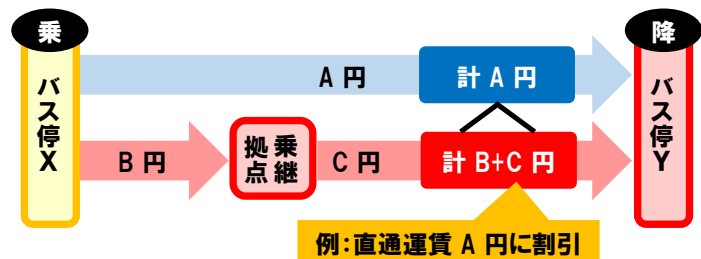 乗
バス停X
A 円
計 A 円
降
バス停Y
B 円
乗継
拠点
C 円
計 B+C 円
例:直通運賃 A 円に割引